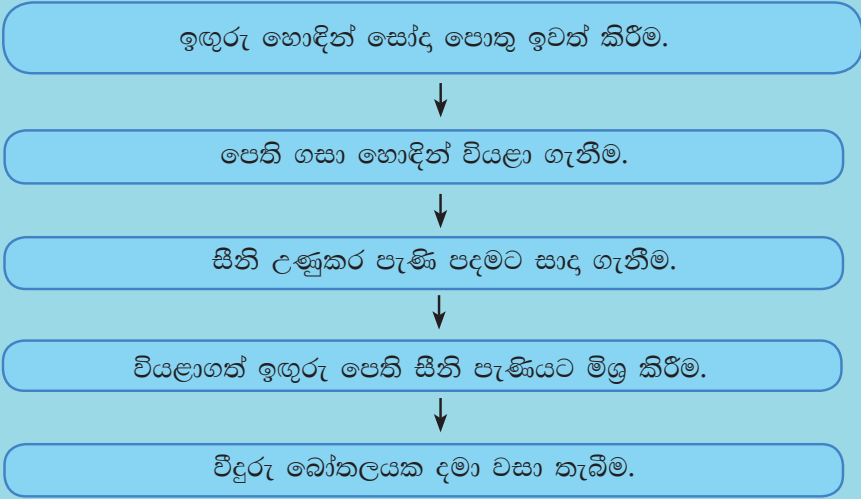 ඉඟුරු හොඳින් සෝදා පොතු ඉවත් කිරීම.
පෙති ගසා හොඳින් වියළා ගැනීම.
සීනි උණුකර පැණි පදමට සාදා ගැනීම.
වියළාගත් ඉඟුරු පෙති සීනි පැණියට මිශ්‍ර කිරීම.
වීදුරු බෝතලයක දමා වසා තැබීම.